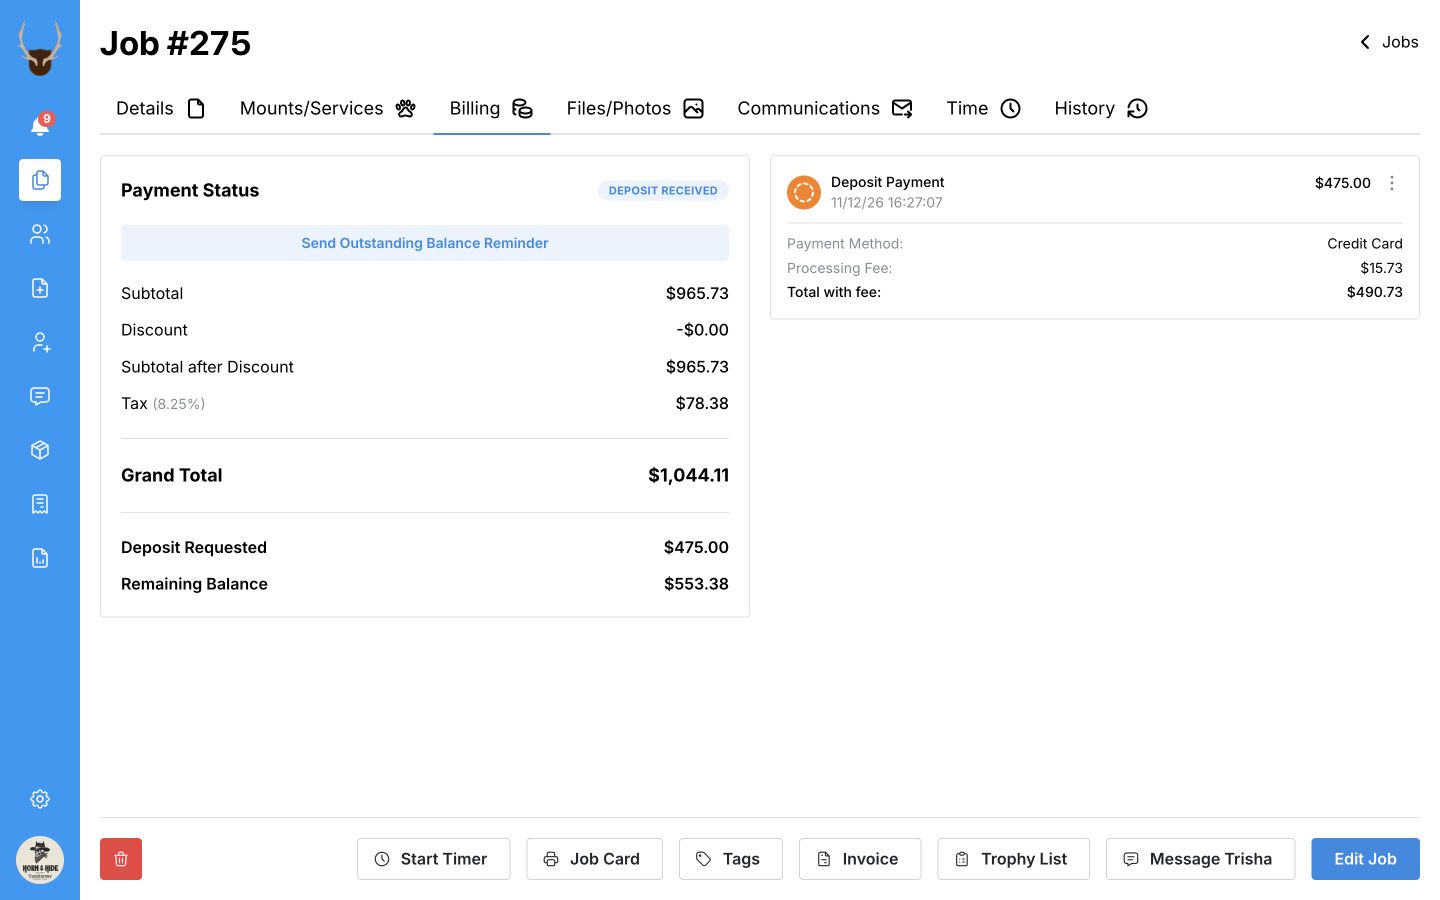 Job #275
Jobs
9
Details
Mounts/Services
Billing
Files/Photos
Communications
Time
History
Payment Status
DEPOSIT RECEIVED
Send Outstanding Balance Reminder
Subtotal $965.73
Discount -$0.00
Subtotal after Discount $965.73
Tax (8.25%) $78.38
Grand Total $1,044.11
Deposit Requested $475.00
Remaining Balance $553.38
Deposit Payment $475.00
11/12/26 16:27:07
Payment Method: Credit Card
Processing Fee: $15.73
Total with fee: $490.73
HORN & HIDE
Taxidermy
Start Timer
Job Card
Tags
Invoice
Trophy List
Message Trisha
Edit Job